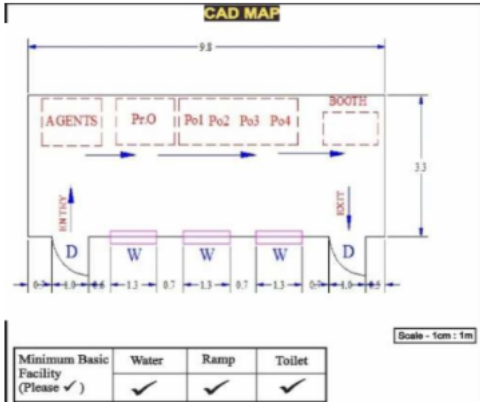 CAD MAP
9.8
AGENTS Pr.O Po1 Po2 Po3 Po4 BOOTH
3.3
ENTRY EXIT
D W W W D
1.0 1.3 0.7 1.3 0.7 1.3 1.0
Scale - 1cm : 1m
Minimum Basic Facility (Please ✓) Water Ramp Toilet
✓ ✓ ✓